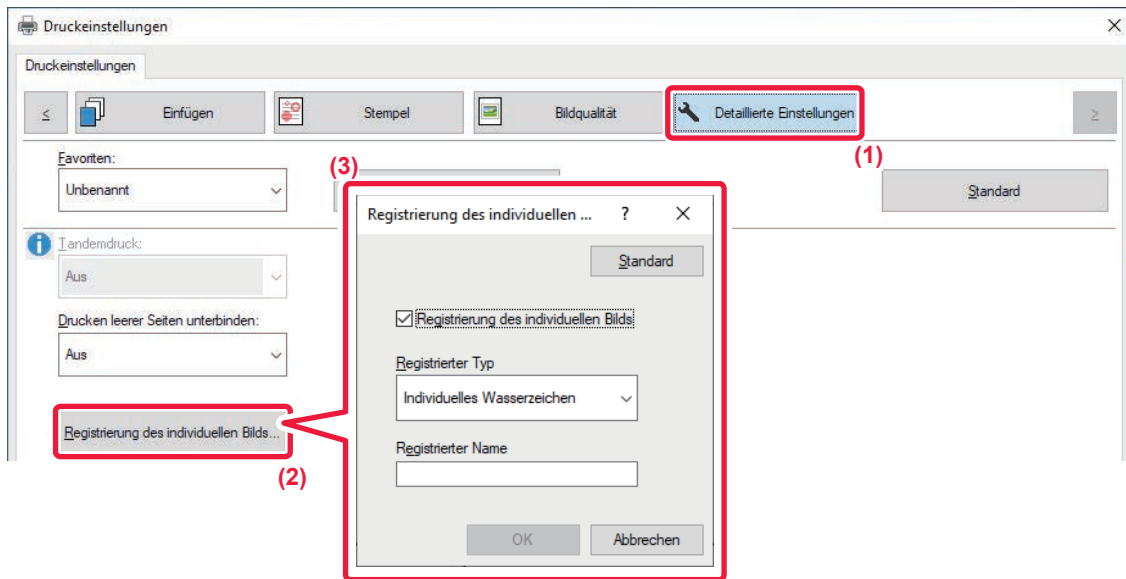 Druckeinstellungen
Druckeinstellungen
≤
Einfügen
Stempel
Bildqualität
Detaillierte Einstellungen
≥
(1)
Favoriten:
Unbenannt
(3)
Standard
Tandemdruck:
Aus
Drucken leerer Seiten unterbinden:
Aus
Registrierung des individuellen Bilds...
(2)
Registrierung des individuellen ...
?
Standard
Registrierung des individuellen Bilds
Registrierter Typ
Individuelles Wasserzeichen
Registrierter Name
OK
Abbrechen